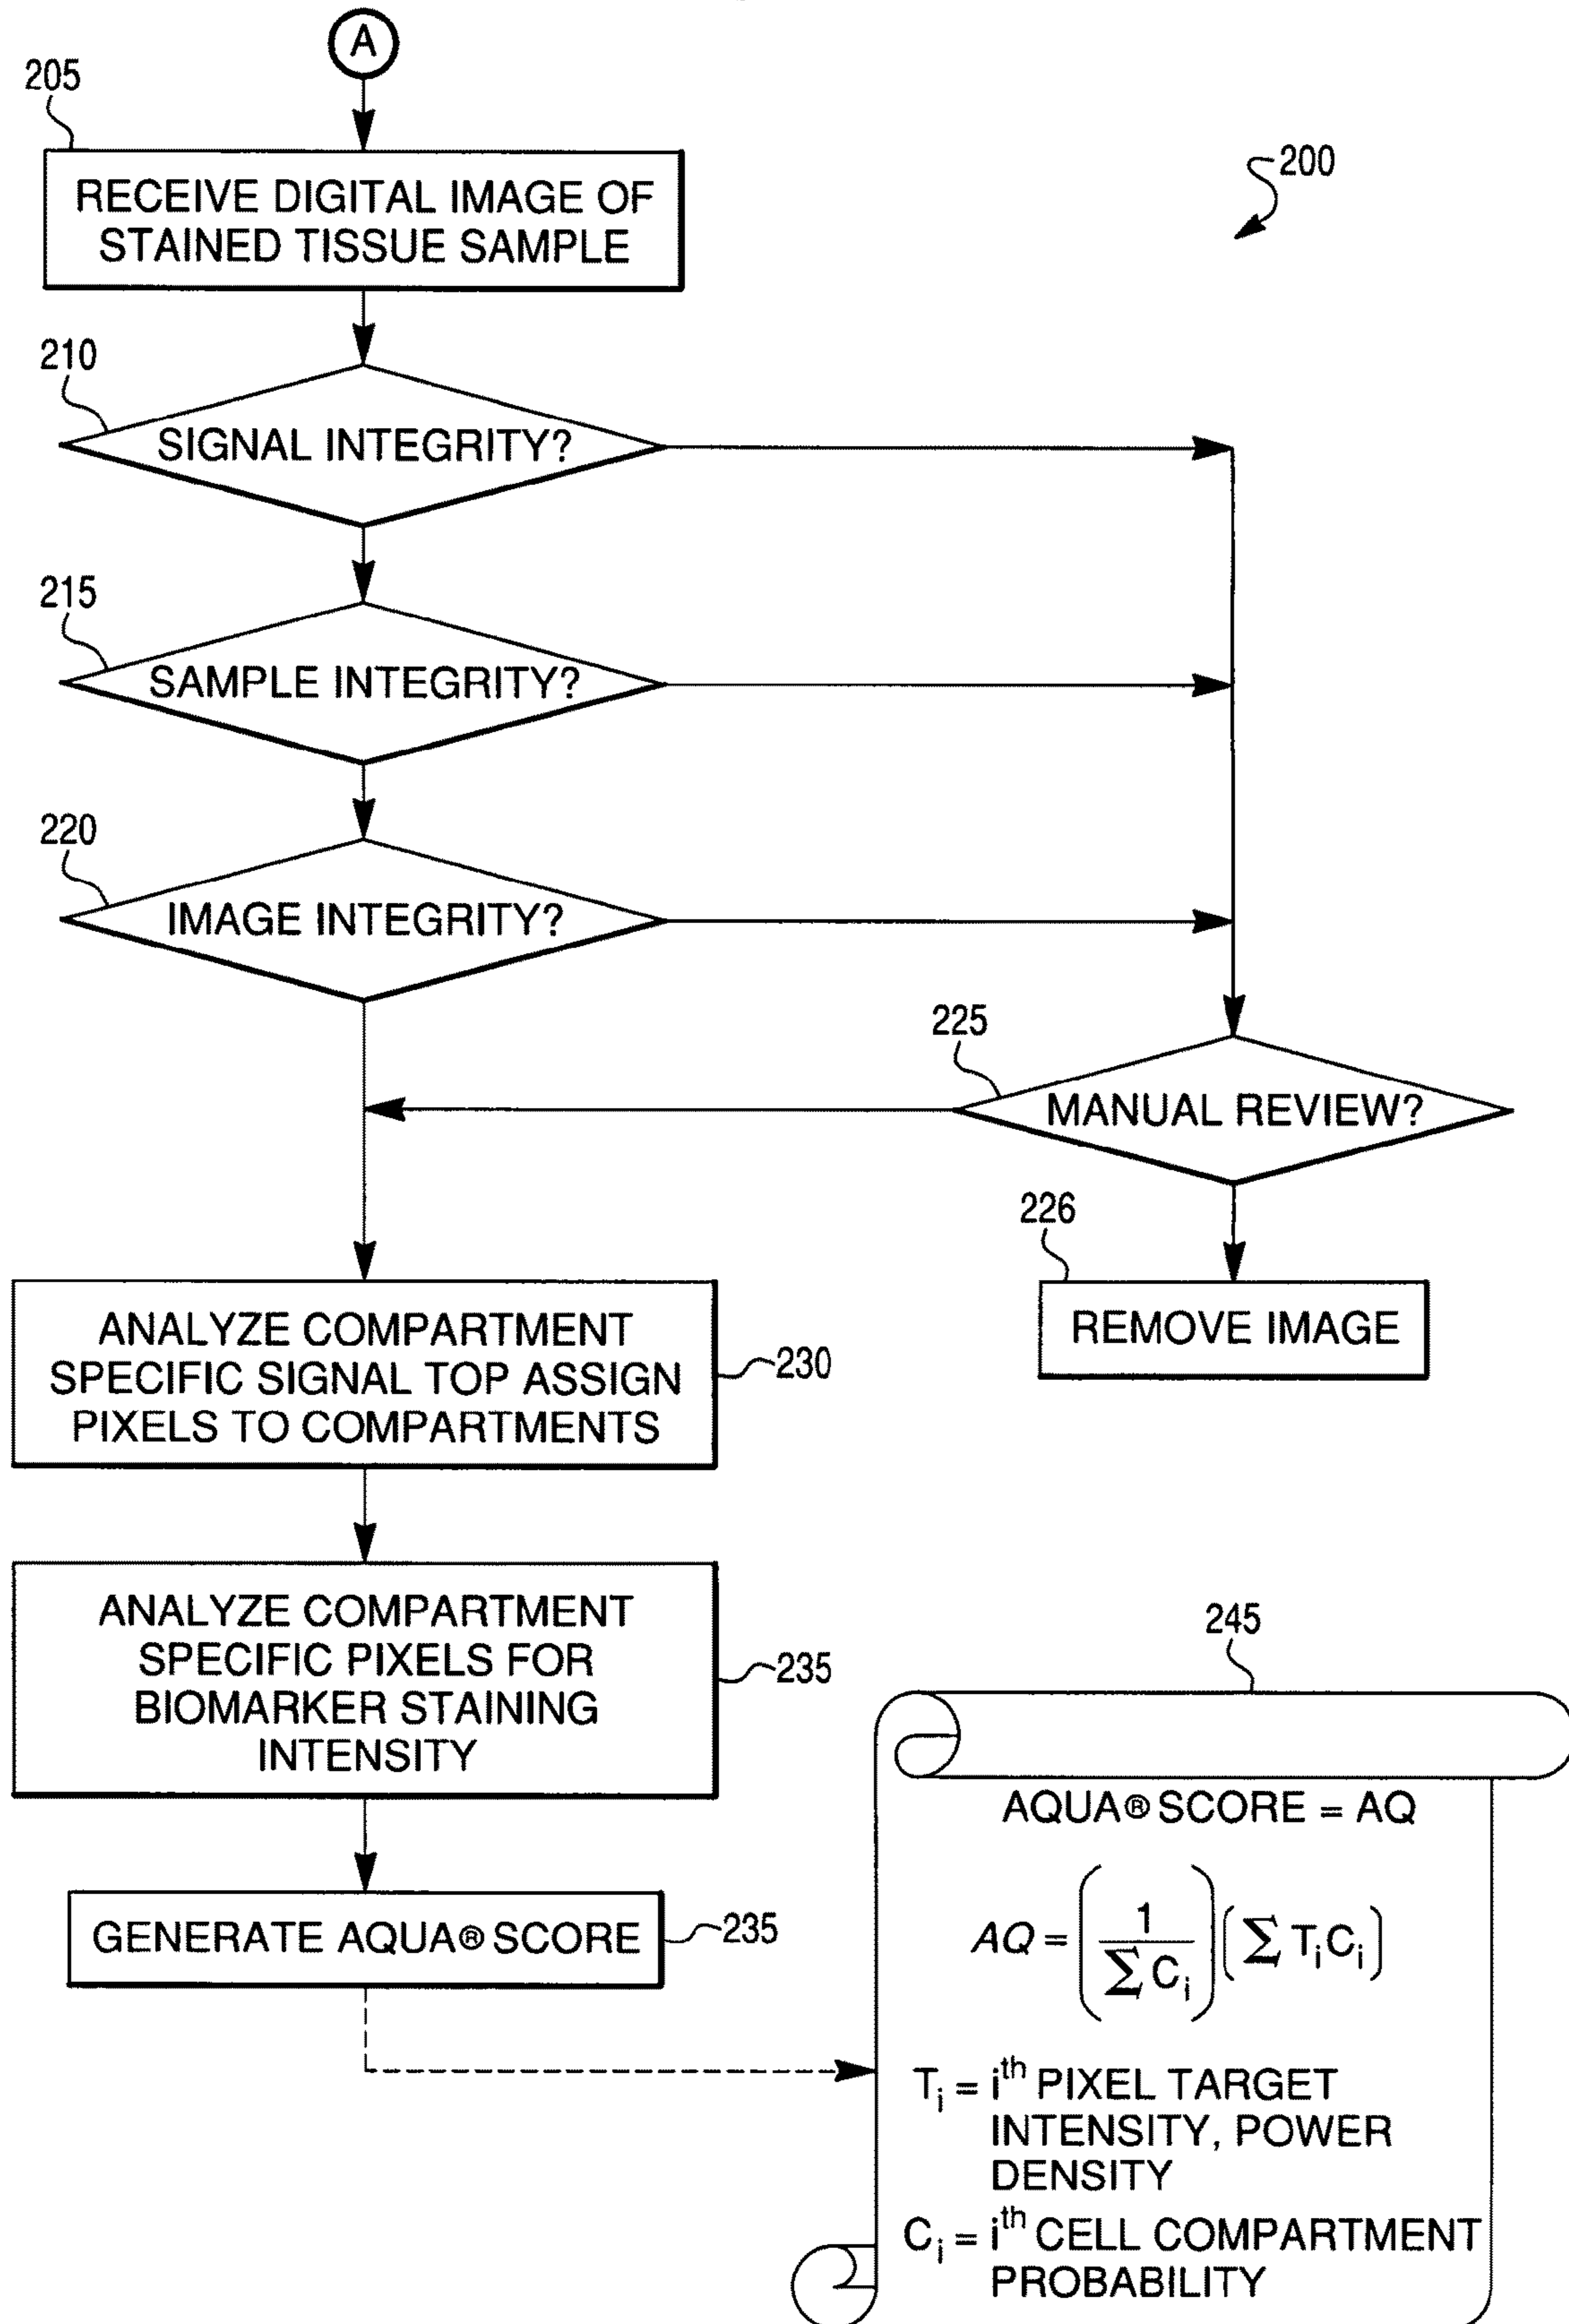 A
205
RECEIVE DIGITAL IMAGE OF
STAINED TISSUE SAMPLE
200
210
SIGNAL INTEGRITY?
215
SAMPLE INTEGRITY?
220
IMAGE INTEGRITY?
225
MANUAL REVIEW?
226
REMOVE IMAGE
ANALYZE COMPARTMENT
SPECIFIC SIGNAL TOP ASSIGN
PIXELS TO COMPARTMENTS
230
ANALYZE COMPARTMENT
SPECIFIC PIXELS FOR
BIOMARKER STAINING
INTENSITY
235
GENERATE AQUA® SCORE
235
245
AQUA® SCORE = AQ
AQ = (1 / ∑ C_i) (∑ T_i C_i)
T_i = i^th PIXEL TARGET
INTENSITY, POWER
DENSITY
C_i = i^th CELL COMPARTMENT
PROBABILITY